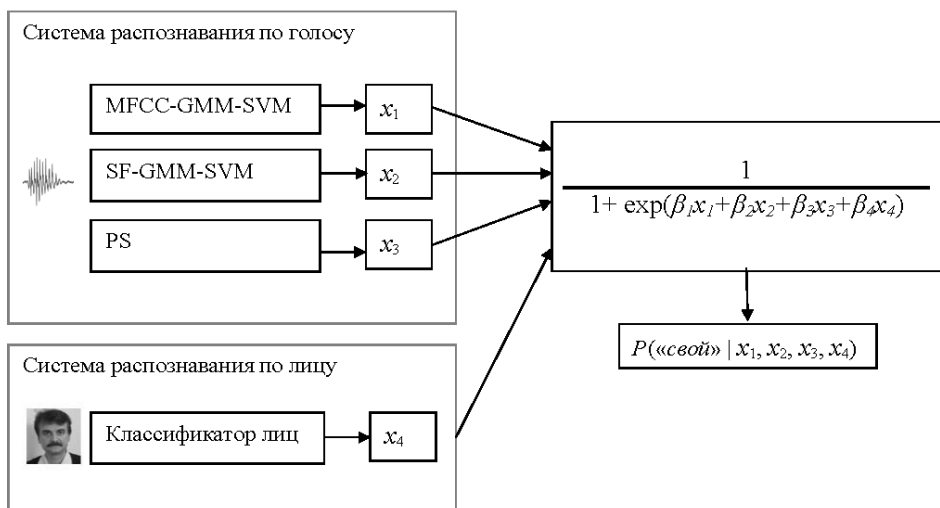 Система распознавания по голосу
MFCC-GMM-SVM
x₁
SF-GMM-SVM
x₂
PS
x₃
1
1+ exp(β₁x₁+β₂x₂+β₃x₃+β₄x₄)
P(«свой» | x₁, x₂, x₃, x₄)
Система распознавания по лицу
Классификатор лиц
x₄